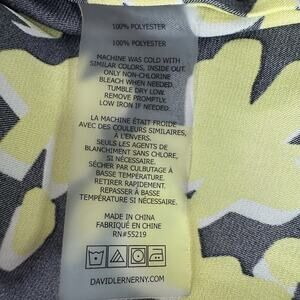 100% POLYESTER
100% POLYESTER
MACHINE WAS COLD WITH
SIMILAR COLORS, INSIDE OUT.
ONLY NON-CHLORINE
BLEACH WHEN NEEDED.
TUMBLE DRY LOW.
REMOVE PROMPTLY.
LOW IRON IF NEEDED.
LA MACHINE ÉTAIT FROIDE
AVEC DES COULEURS SIMILAIRES,
À L'ENVERS.
SEULS LES AGENTS DE
BLANCHIMENT SANS CHLORE,
SI NÉCESSAIRE.
SÉCHER PAR CULBUTAGE À
BASSE TEMPÉRATURE.
RETIRER RAPIDEMENT.
REPASSER À BASSE
TEMPÉRATURE SI NÉCESSAIRE.
MADE IN CHINA
FABRIQUÉ EN CHINE
RN#55219
DAVIDLERNERNY.COM